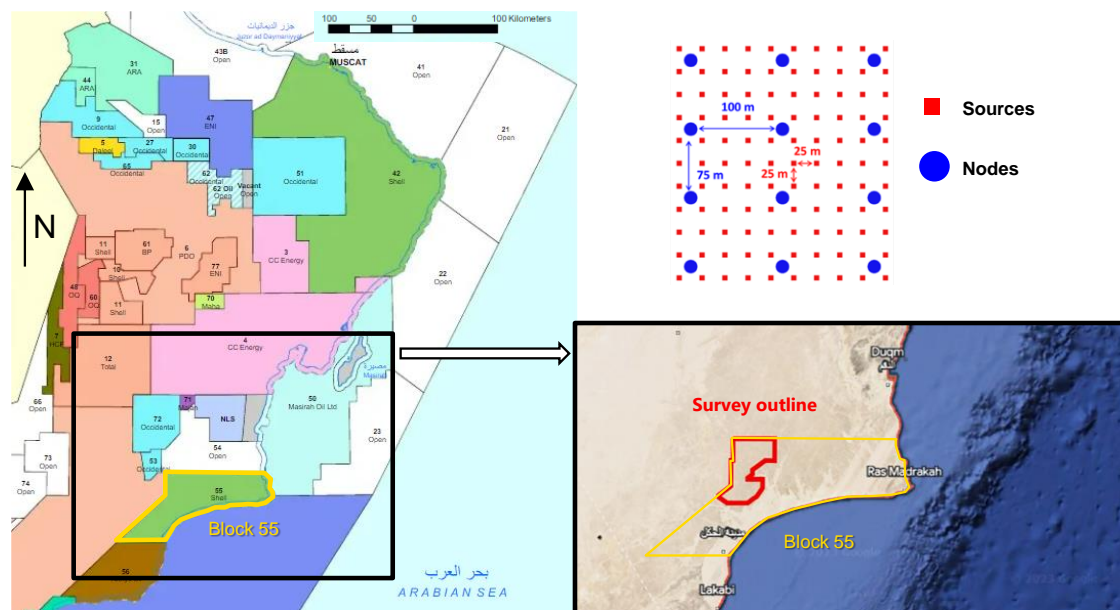 100 50 0 100 Kilometers
جزر الديمانيات
Juzor ad Daymaniyyat
مسقط
MUSCAT
43B
Open
41
Open
31
ARA
44
ARA
15
Open
47
ENI
9
Occidental
21
Open
5
Daleel
27
Occidental
30
Occidental
65
Occidental
62
Occidental
62 Oil
Open
Vacant
Open
51
Occidental
42
Shell
N
11
Shell
61
BP
6
PDO
3
CC Energy
10
Shell
77
ENI
22
Open
48
OQ
60
OQ
11
Shell
70
Maha
7
4
CC Energy
12
Total
مصيرة
66
Open
72
Occidental
71
NLS
50
Masirah Oil Ltd
23
Open
54
Open
53
Occidental
73
Open
74
Open
55
Shell
Block 55
56
بحر العرب
ARABIAN SEA
100 m
75 m
25 m
25 m
Sources
Nodes
Duqm
Survey outline
Ras Madrakah
Block 55
Lakabi